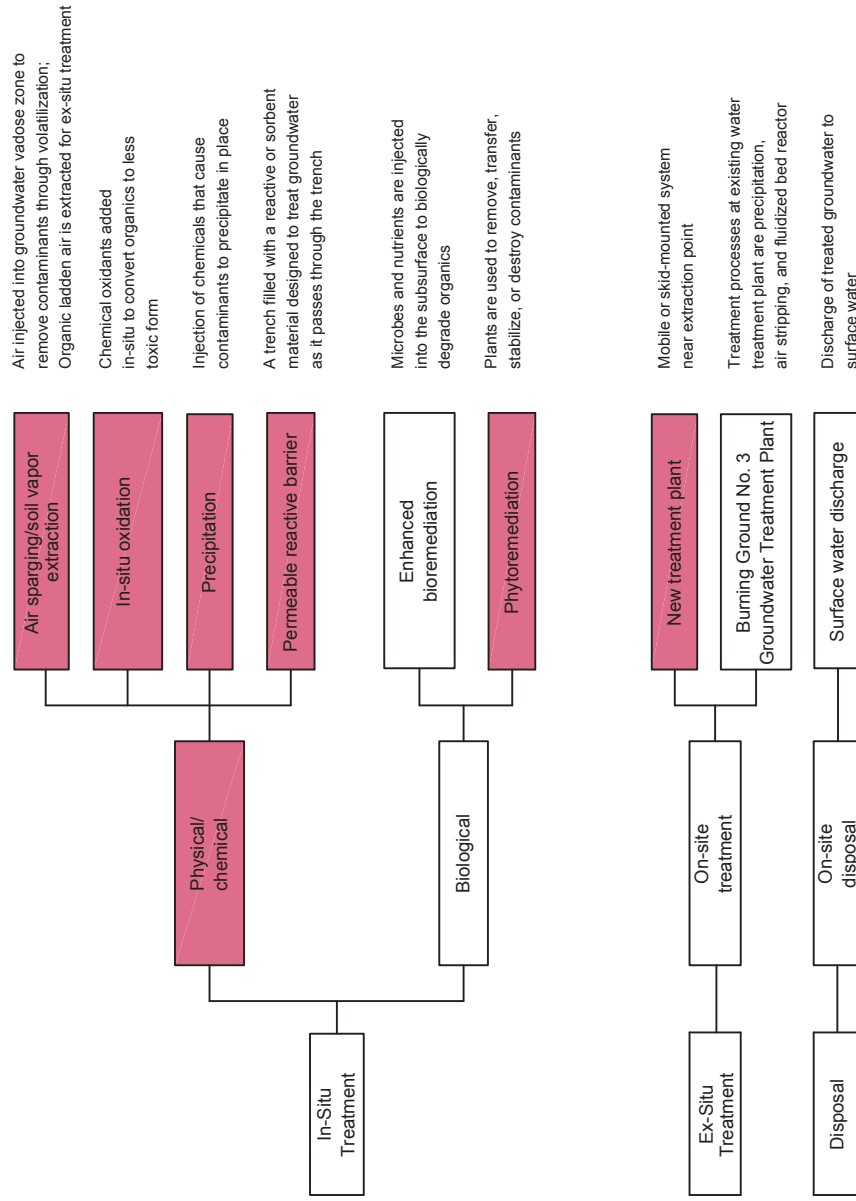 In-Situ
Treatment
Physical/
chemical
Air sparging/soil vapor
extraction
Air injected into groundwater vadose zone to
remove contaminants through volatilization;
Organic ladden air is extracted for ex-situ treatment
In-situ oxidation
Chemical oxidants added
in-situ to convert organics to less
toxic form
Precipitation
Injection of chemicals that cause
contaminants to precipitate in place
Permeable reactive barrier
A trench filled with a reactive or sorbent
material designed to treat groundwater
as it passes through the trench
Biological
Enhanced
bioremediation
Microbes and nutrients are injected
into the subsurface to biologically
degrade organics
Phytoremediation
Plants are used to remove, transfer,
stabilize, or destroy contaminants
Ex-Situ
Treatment
On-site
treatment
New treatment plant
Mobile or skid-mounted system
near extraction point
Burning Ground No. 3
Groundwater Treatment Plant
Treatment processes at existing water
treatment plant are precipitation,
air stripping, and fluidized bed reactor
Disposal
On-site
disposal
Surface water discharge
Discharge of treated groundwater to
surface water